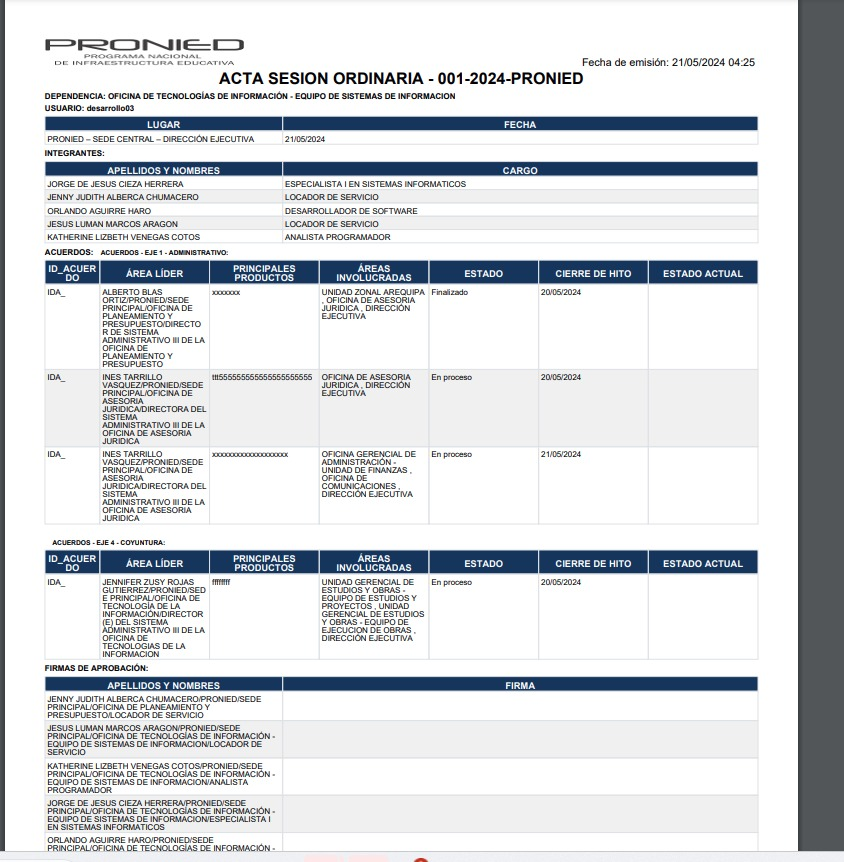 PRONIED
PROGRAMA NACIONAL
DE INFRAESTRUCTURA EDUCATIVA
Fecha de emisión: 21/05/2024 04:25
ACTA SESION ORDINARIA - 001-2024-PRONIED
DEPENDENCIA: OFICINA DE TECNOLOGÍAS DE INFORMACIÓN - EQUIPO DE SISTEMAS DE INFORMACION
USUARIO: desarrollo03
LUGAR FECHA
PRONIED – SEDE CENTRAL – DIRECCIÓN EJECUTIVA 21/05/2024
INTEGRANTES:
APELLIDOS Y NOMBRES CARGO
JORGE DE JESUS CIEZA HERRERA ESPECIALISTA I EN SISTEMAS INFORMATICOS
JENNY JUDITH ALBERCA CHUMACERO LOCADOR DE SERVICIO
ORLANDO AGUIRRE HARO DESARROLLADOR DE SOFTWARE
JESUS LUMAN MARCOS ARAGON LOCADOR DE SERVICIO
KATHERINE LIZBETH VENEGAS COTOS ANALISTA PROGRAMADOR
ACUERDOS: ACUERDOS - EJE 1 - ADMINISTRATIVO:
ID_ACUER
DO
ÁREA LÍDER
PRINCIPALES
PRODUCTOS
ÁREAS
INVOLUCRADAS
ESTADO
CIERRE DE HITO
ESTADO ACTUAL
IDA_
ALBERTO BLAS
ORTIZ/PRONIED/SEDE
PRINCIPAL/OFICINA DE
PLANEAMIENTO Y
PRESUPUESTO/DIRECTO
R DE SISTEMA
ADMINISTRATIVO III DE LA
OFICINA DE
PLANEAMIENTO Y
PRESUPUESTO
xxxxxxx
UNIDAD ZONAL AREQUIPA
, OFICINA DE ASESORIA
JURIDICA , DIRECCIÓN
EJECUTIVA
Finalizado
20/05/2024
IDA_
INES TARRILLO
VASQUEZ/PRONIED/SEDE
PRINCIPAL/OFICINA DE
ASESORIA
JURIDICA/DIRECTORA DEL
SISTEMA
ADMINISTRATIVO III DE LA
OFICINA DE ASESORIA
JURIDICA
OFICINA DE ASESORIA
JURIDICA , DIRECCIÓN
EJECUTIVA
En proceso
20/05/2024
IDA_
INES TARRILLO
VASQUEZ/PRONIED/SEDE
PRINCIPAL/OFICINA DE
ASESORIA
JURIDICA/DIRECTORA DEL
SISTEMA
ADMINISTRATIVO III DE LA
OFICINA DE ASESORIA
JURIDICA
OFICINA GERENCIAL DE
ADMINISTRACIÓN -
UNIDAD DE FINANZAS ,
OFICINA DE
COMUNICACIONES ,
DIRECCIÓN EJECUTIVA
En proceso
21/05/2024
ACUERDOS - EJE 4 - COYUNTURA:
ID_ACUER
DO
ÁREA LÍDER
PRINCIPALES
PRODUCTOS
ÁREAS
INVOLUCRADAS
ESTADO
CIERRE DE HITO
ESTADO ACTUAL
IDA_
JENNIFER ZUSY ROJAS
GUTIERREZ/PRONIED/SED
E PRINCIPAL/OFICINA DE
TECNOLOGÍA DE LA
INFORMACIÓN/DIRECTOR
(E) DEL SISTEMA
ADMINISTRATIVO III DE LA
OFICINA DE
TECNOLOGIAS DE LA
INFORMACION
UNIDAD GERENCIAL DE
ESTUDIOS Y OBRAS -
EQUIPO DE ESTUDIOS Y
PROYECTOS , UNIDAD
GERENCIAL DE ESTUDIOS
Y OBRAS - EQUIPO DE
EJECUCION DE OBRAS ,
DIRECCIÓN EJECUTIVA
En proceso
20/05/2024
FIRMAS DE APROBACIÓN:
APELLIDOS Y NOMBRES FIRMA
JENNY JUDITH ALBERCA CHUMACERO/PRONIED/SEDE
PRINCIPAL/OFICINA DE PLANEAMIENTO Y
PRESUPUESTO/LOCADOR DE SERVICIO
JESUS LUMAN MARCOS ARAGON/PRONIED/SEDE
PRINCIPAL/OFICINA DE TECNOLOGÍAS DE INFORMACIÓN -
EQUIPO DE SISTEMAS DE INFORMACION/LOCADOR DE
SERVICIO
KATHERINE LIZBETH VENEGAS COTOS/PRONIED/SEDE
PRINCIPAL/OFICINA DE TECNOLOGÍAS DE INFORMACIÓN -
EQUIPO DE SISTEMAS DE INFORMACION/ANALISTA
PROGRAMADOR
JORGE DE JESUS CIEZA HERRERA/PRONIED/SEDE
PRINCIPAL/OFICINA DE TECNOLOGÍAS DE INFORMACIÓN -
EQUIPO DE SISTEMAS DE INFORMACION/ESPECIALISTA I
EN SISTEMAS INFORMATICOS
ORLANDO AGUIRRE HARO/PRONIED/SEDE
PRINCIPAL/OFICINA DE TECNOLOGÍAS DE INFORMACIÓN -